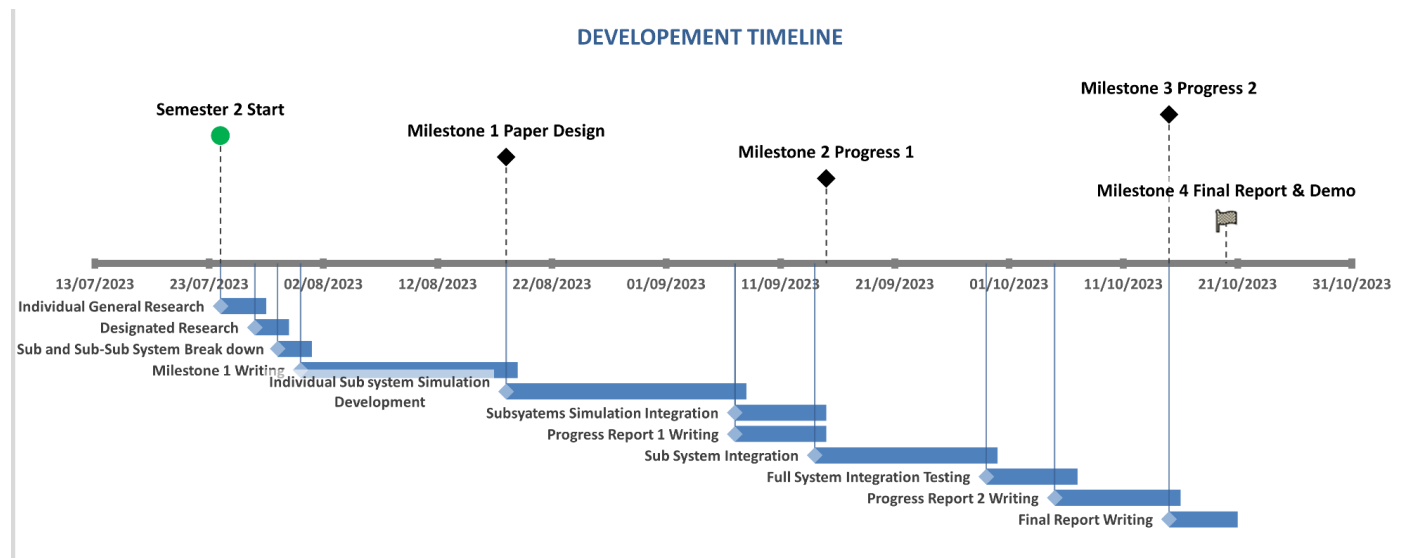 DEVELOPEMENT TIMELINE
Milestone 3 Progress 2
Semester 2 Start
Milestone 1 Paper Design
Milestone 2 Progress 1
Milestone 4 Final Report & Demo
13/07/2023 23/07/2023 02/08/2023 12/08/2023 22/08/2023 01/09/2023 11/09/2023 21/09/2023 01/10/2023 11/10/2023 21/10/2023 31/10/2023
Individual General Research
Designated Research
Sub and Sub-Sub System Break down
Milestone 1 Writing
Individual Sub system Simulation
Development
Subsyatems Simulation Integration
Progress Report 1 Writing
Sub System Integration
Full System Integration Testing
Progress Report 2 Writing
Final Report Writing